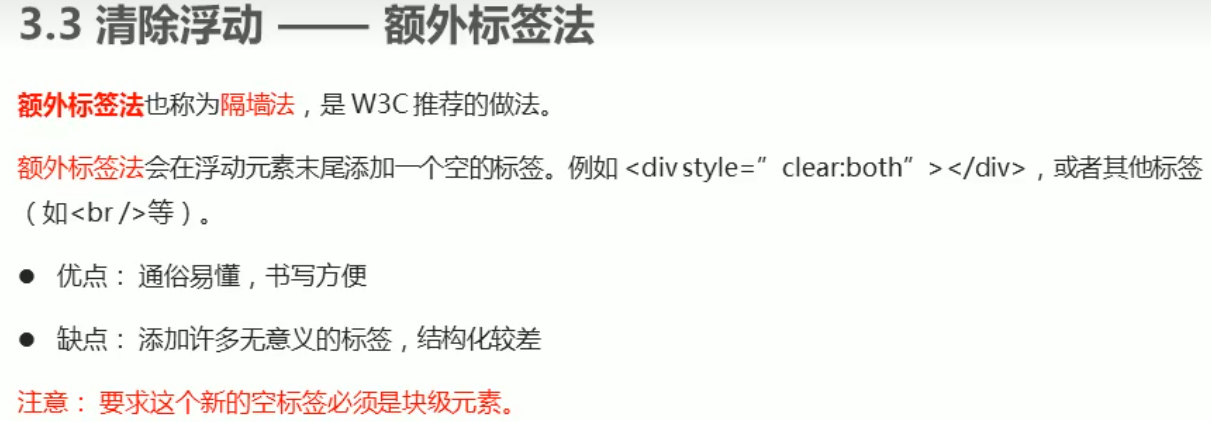 3.3 清除浮动 —— 额外标签法
额外标签法也称为隔墙法，是 W3C 推荐的做法。
额外标签法会在浮动元素末尾添加一个空的标签。例如 <div style=”clear:both”></div>，或者其他标签
（如<br />等）。
● 优点： 通俗易懂，书写方便
● 缺点： 添加许多无意义的标签，结构化较差
注意： 要求这个新的空标签必须是块级元素。